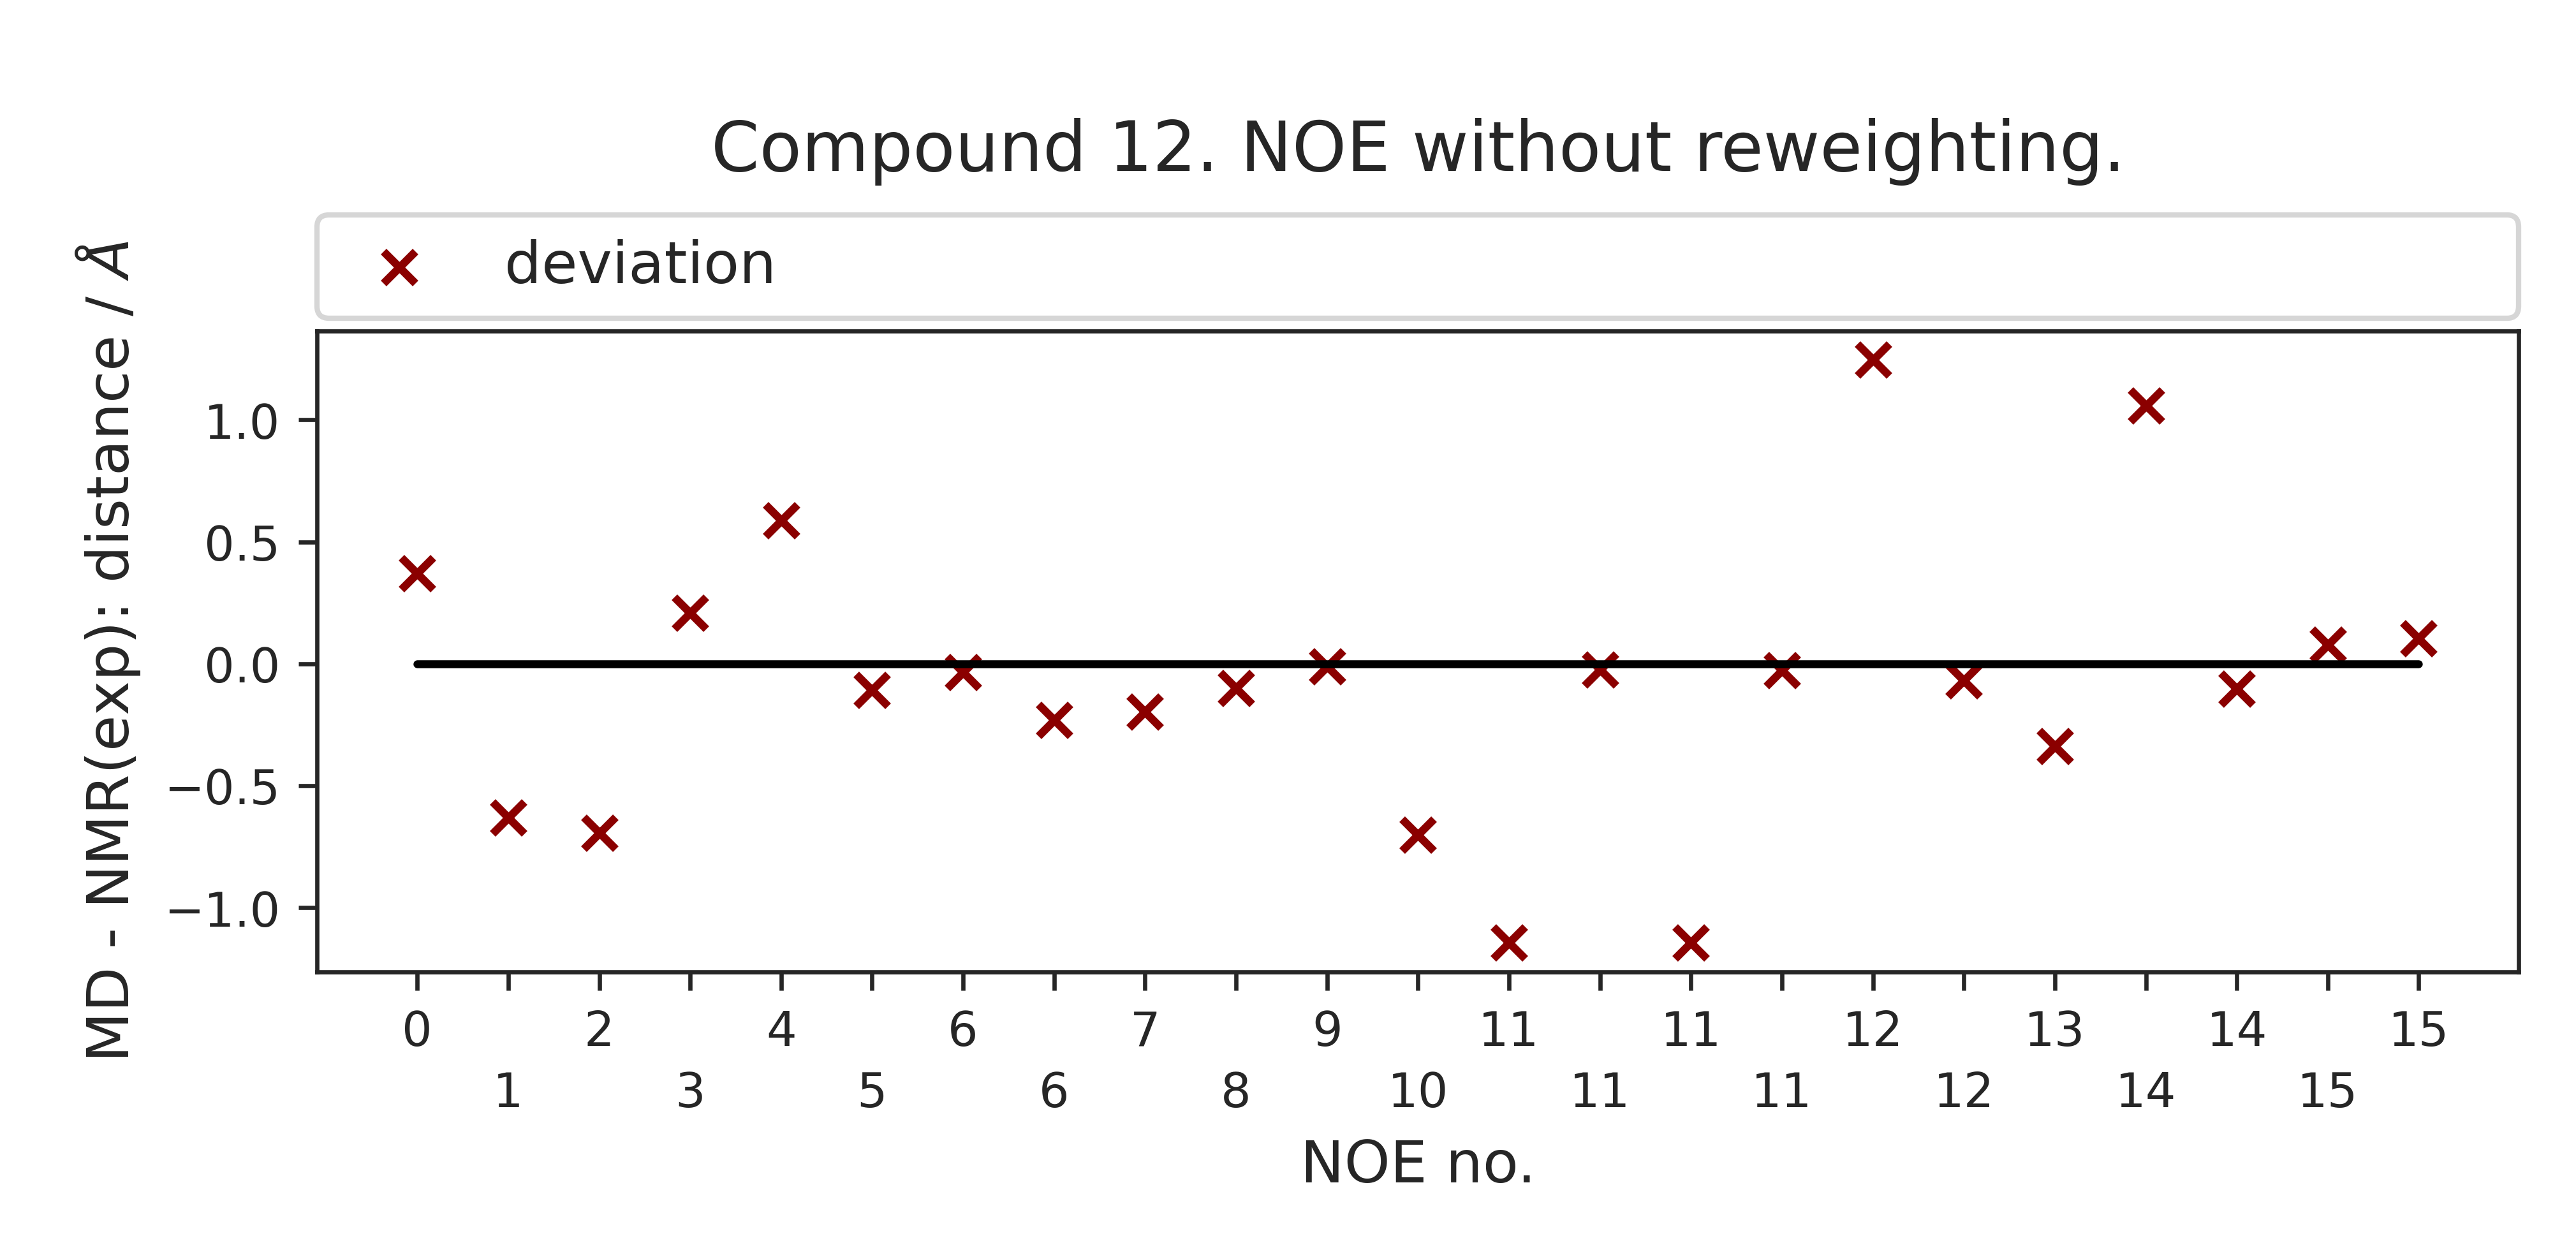 Compound 12. NOE without reweighting.
deviation
MD - NMR(exp): distance / Å
1.0
0.5
0.0
−0.5
−1.0
0 2 4 6 7 9 11 11 12 13 14 15
1 3 5 6 8 10 11 11 12 14 15
NOE no.